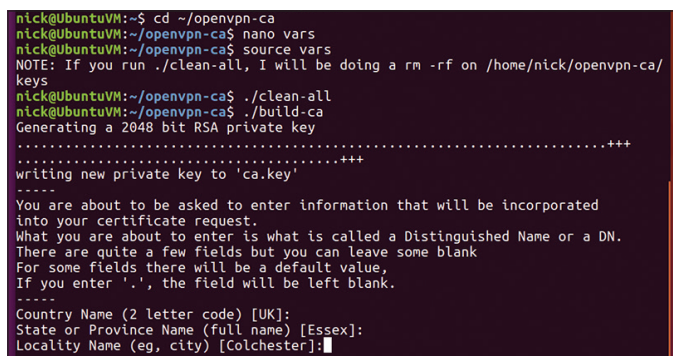 nick@UbuntuVM:~$ cd ~/openvpn-ca
nick@UbuntuVM:~/openvpn-ca$ nano vars
nick@UbuntuVM:~/openvpn-ca$ source vars
NOTE: If you run ./clean-all, I will be doing a rm -rf on /home/nick/openvpn-ca/
keys
nick@UbuntuVM:~/openvpn-ca$ ./clean-all
nick@UbuntuVM:~/openvpn-ca$ ./build-ca
Generating a 2048 bit RSA private key
..........................................................................+++
........................................+++
writing new private key to 'ca.key'
-----
You are about to be asked to enter information that will be incorporated
into your certificate request.
What you are about to enter is what is called a Distinguished Name or a DN.
There are quite a few fields but you can leave some blank
For some fields there will be a default value,
If you enter '.', the field will be left blank.
-----
Country Name (2 letter code) [UK]:
State or Province Name (full name) [Essex]:
Locality Name (eg, city) [Colchester]: